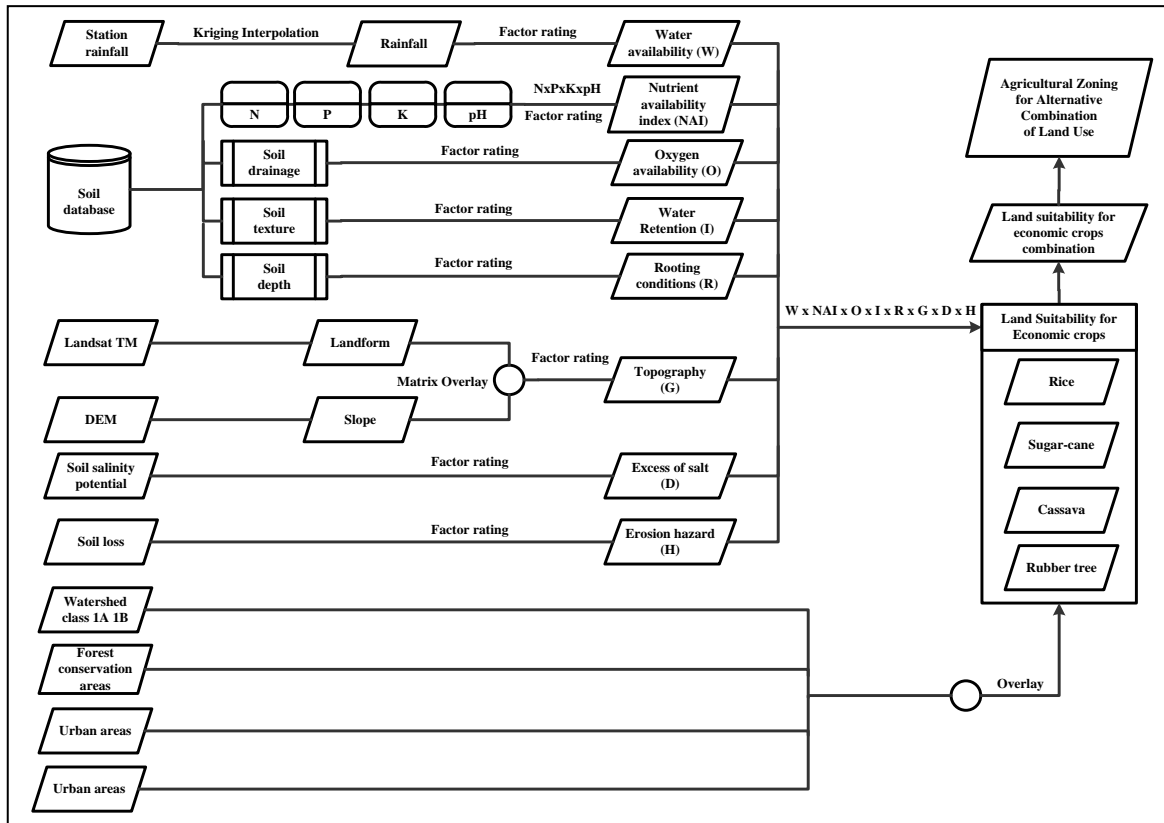 Station
rainfall
Kriging Interpolation
Rainfall
Factor rating
Water
availability (W)
N
P
K
pH
NxPxKxpH
Factor rating
Nutrient
availability
index (NAI)
Soil
database
Soil
drainage
Factor rating
Oxygen
availability (O)
Soil
texture
Factor rating
Water
Retention (I)
Soil
depth
Factor rating
Rooting
conditions (R)
Landsat TM
Landform
Matrix Overlay
Factor rating
Topography
(G)
DEM
Slope
Soil salinity
potential
Factor rating
Excess of salt
(D)
Soil loss
Factor rating
Erosion hazard
(H)
W x NAI x O x I x R x G x D x H
Watershed
class 1A 1B
Forest
conservation
areas
Urban areas
Urban areas
Overlay
Agricultural Zoning
for Alternative
Combination
of Land Use
Land suitability for
economic crops
combination
Land Suitability for
Economic crops
Rice
Sugar-cane
Cassava
Rubber tree